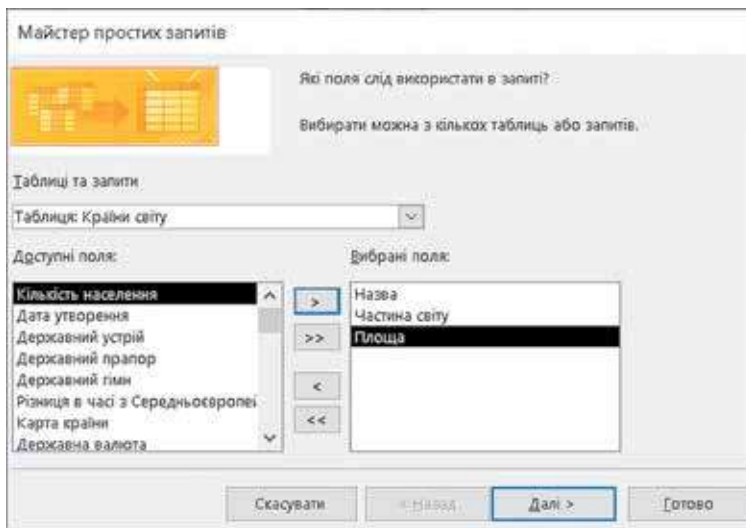 Майстер простих запитів
Які поля слід використати в запиті?
Вибирати можна з кількох таблиць або запитів.
Таблиці та запити
Таблиця: Країни світу
Доступні поля:
Вибрані поля:
Кількість населення
Дата утворення
Державний устрій
Державний прапор
Державний гімн
Різниця в часі з Середньоєвропей
Карта країни
Державна валюта
>
>>
<
<<
Назва
Частина світу
Площа
Скасувати
< Назад
Далі >
Готово